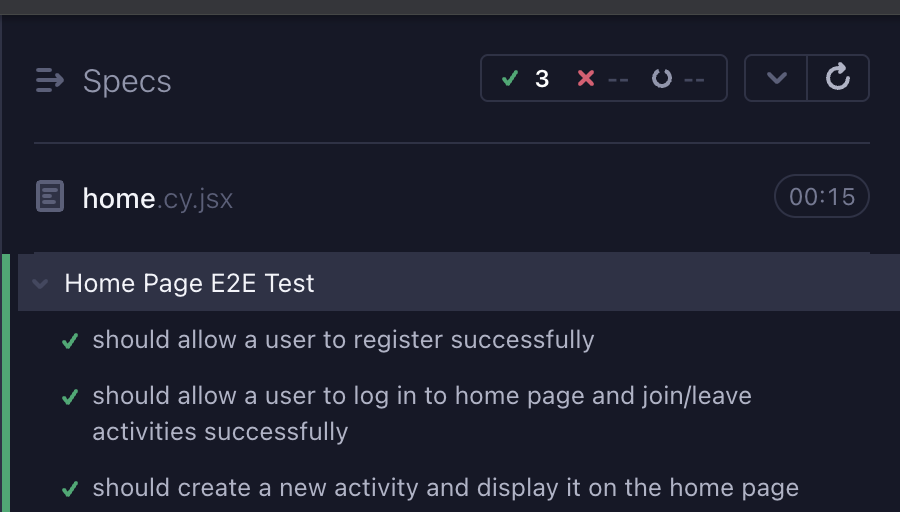 Specs
3 -- --
home.cy.jsx
00:15
Home Page E2E Test
should allow a user to register successfully
should allow a user to log in to home page and join/leave
activities successfully
should create a new activity and display it on the home page